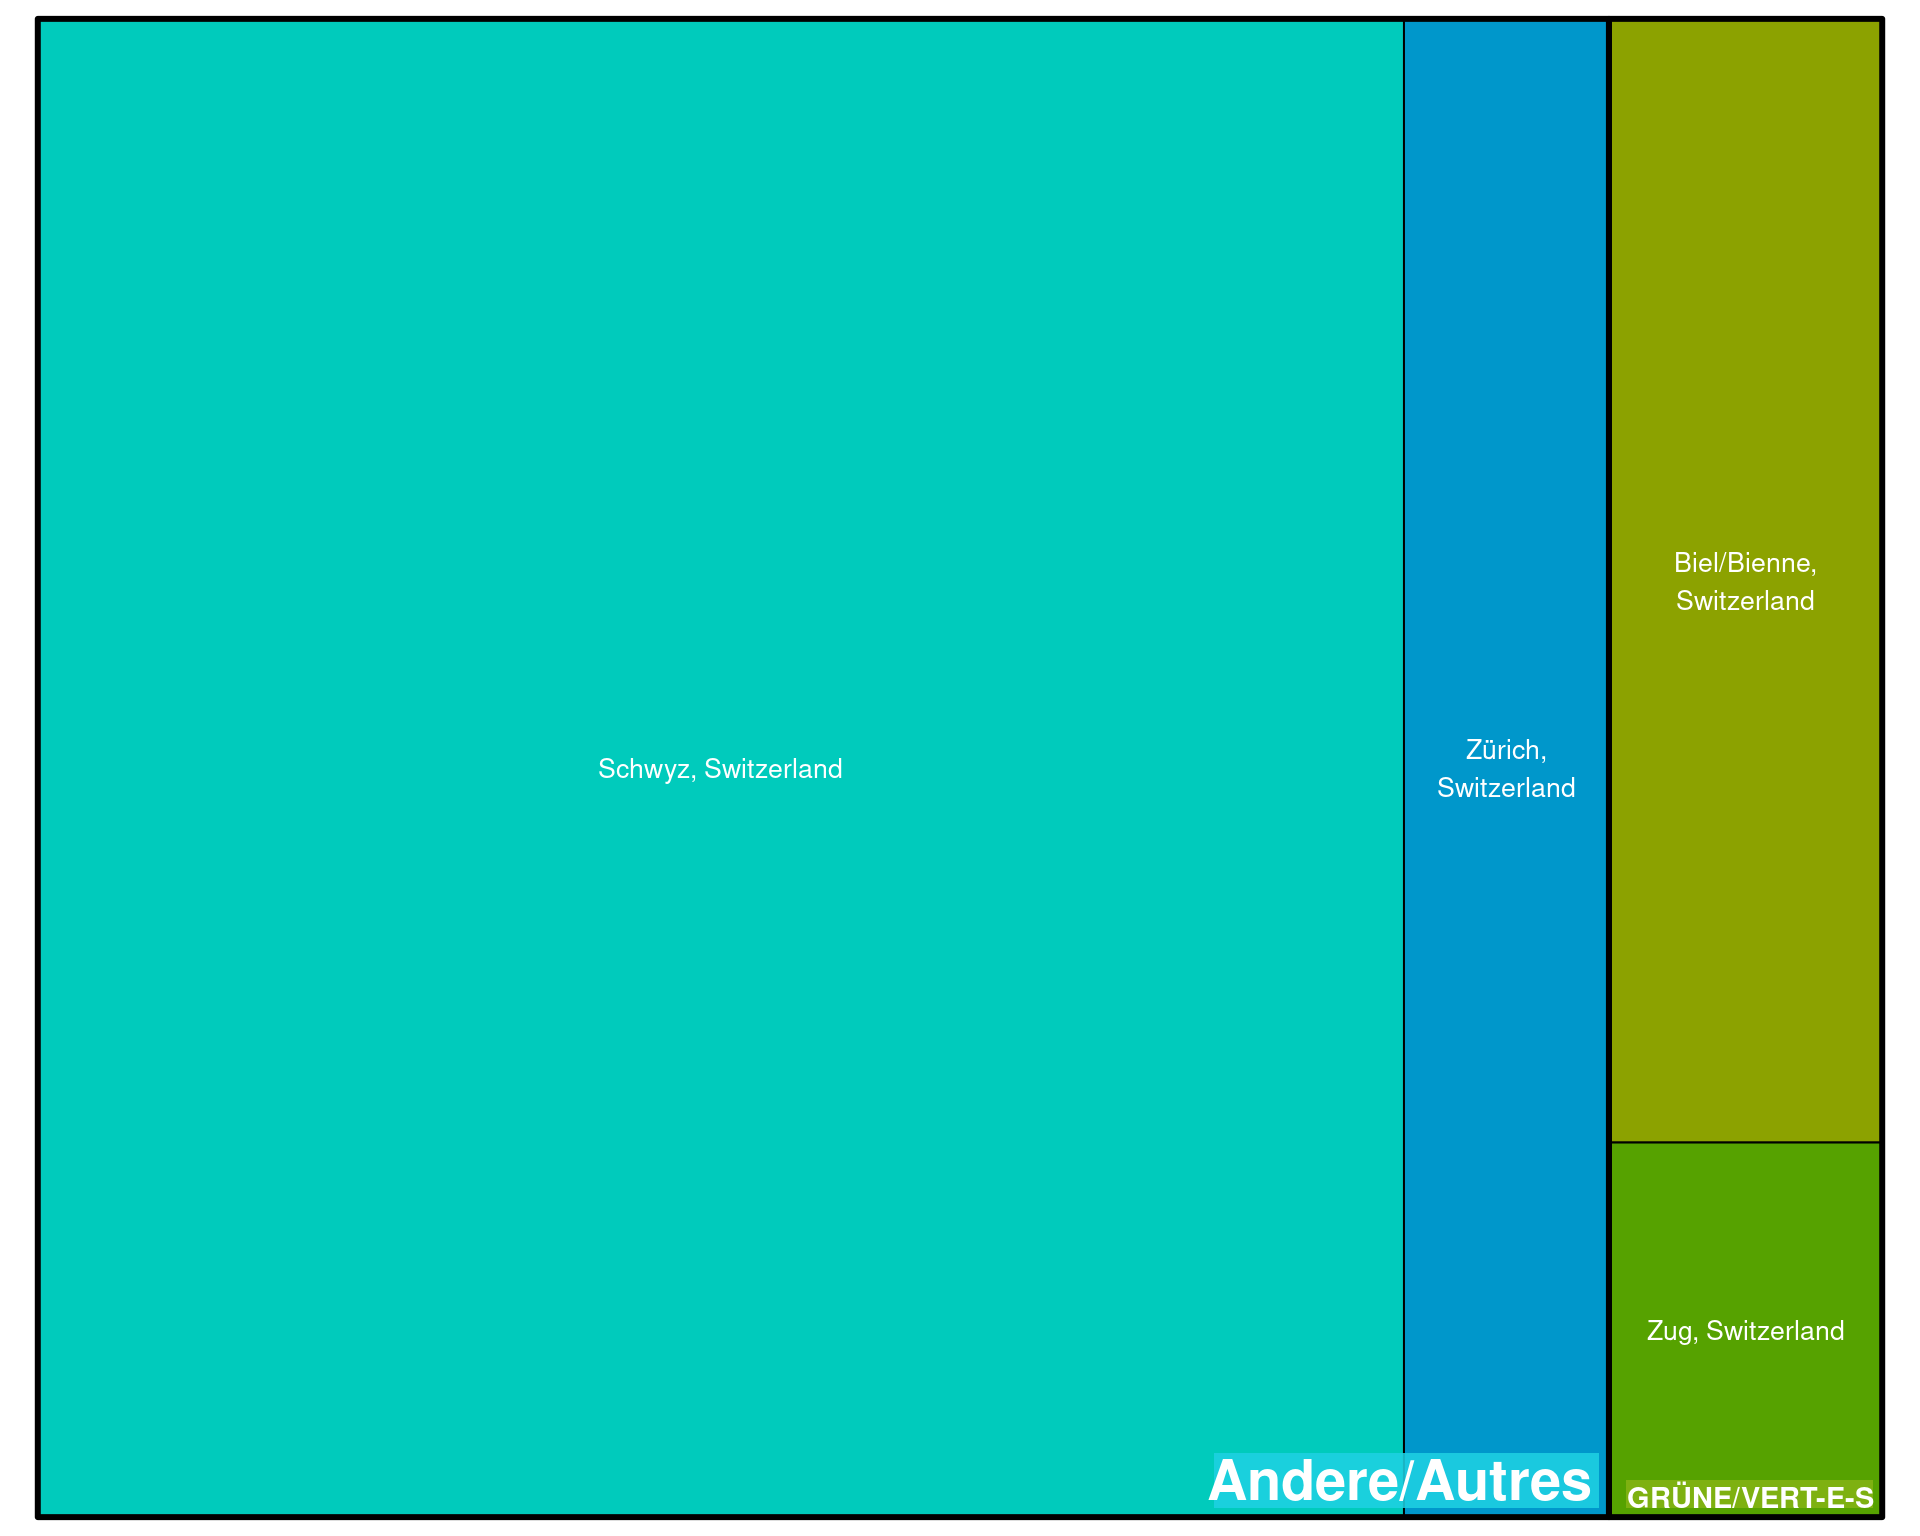 Schwyz, Switzerland
Zürich,
Switzerland
Biel/Bienne,
Switzerland
Zug, Switzerland
Andere/Autres
GRÜNE/VERT-E-S